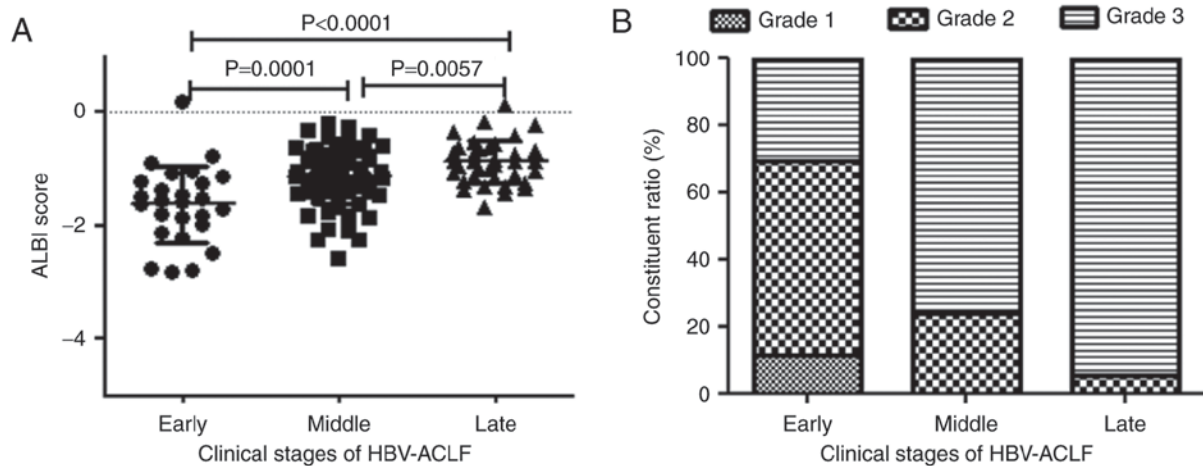 A
P<0.0001
P=0.0001
P=0.0057
0
−2
−4
ALBI score
Early
Middle
Late
Clinical stages of HBV-ACLF
B
Grade 1
Grade 2
Grade 3
100
80
60
40
20
0
Constituent ratio (%)
Early
Middle
Late
Clinical stages of HBV-ACLF